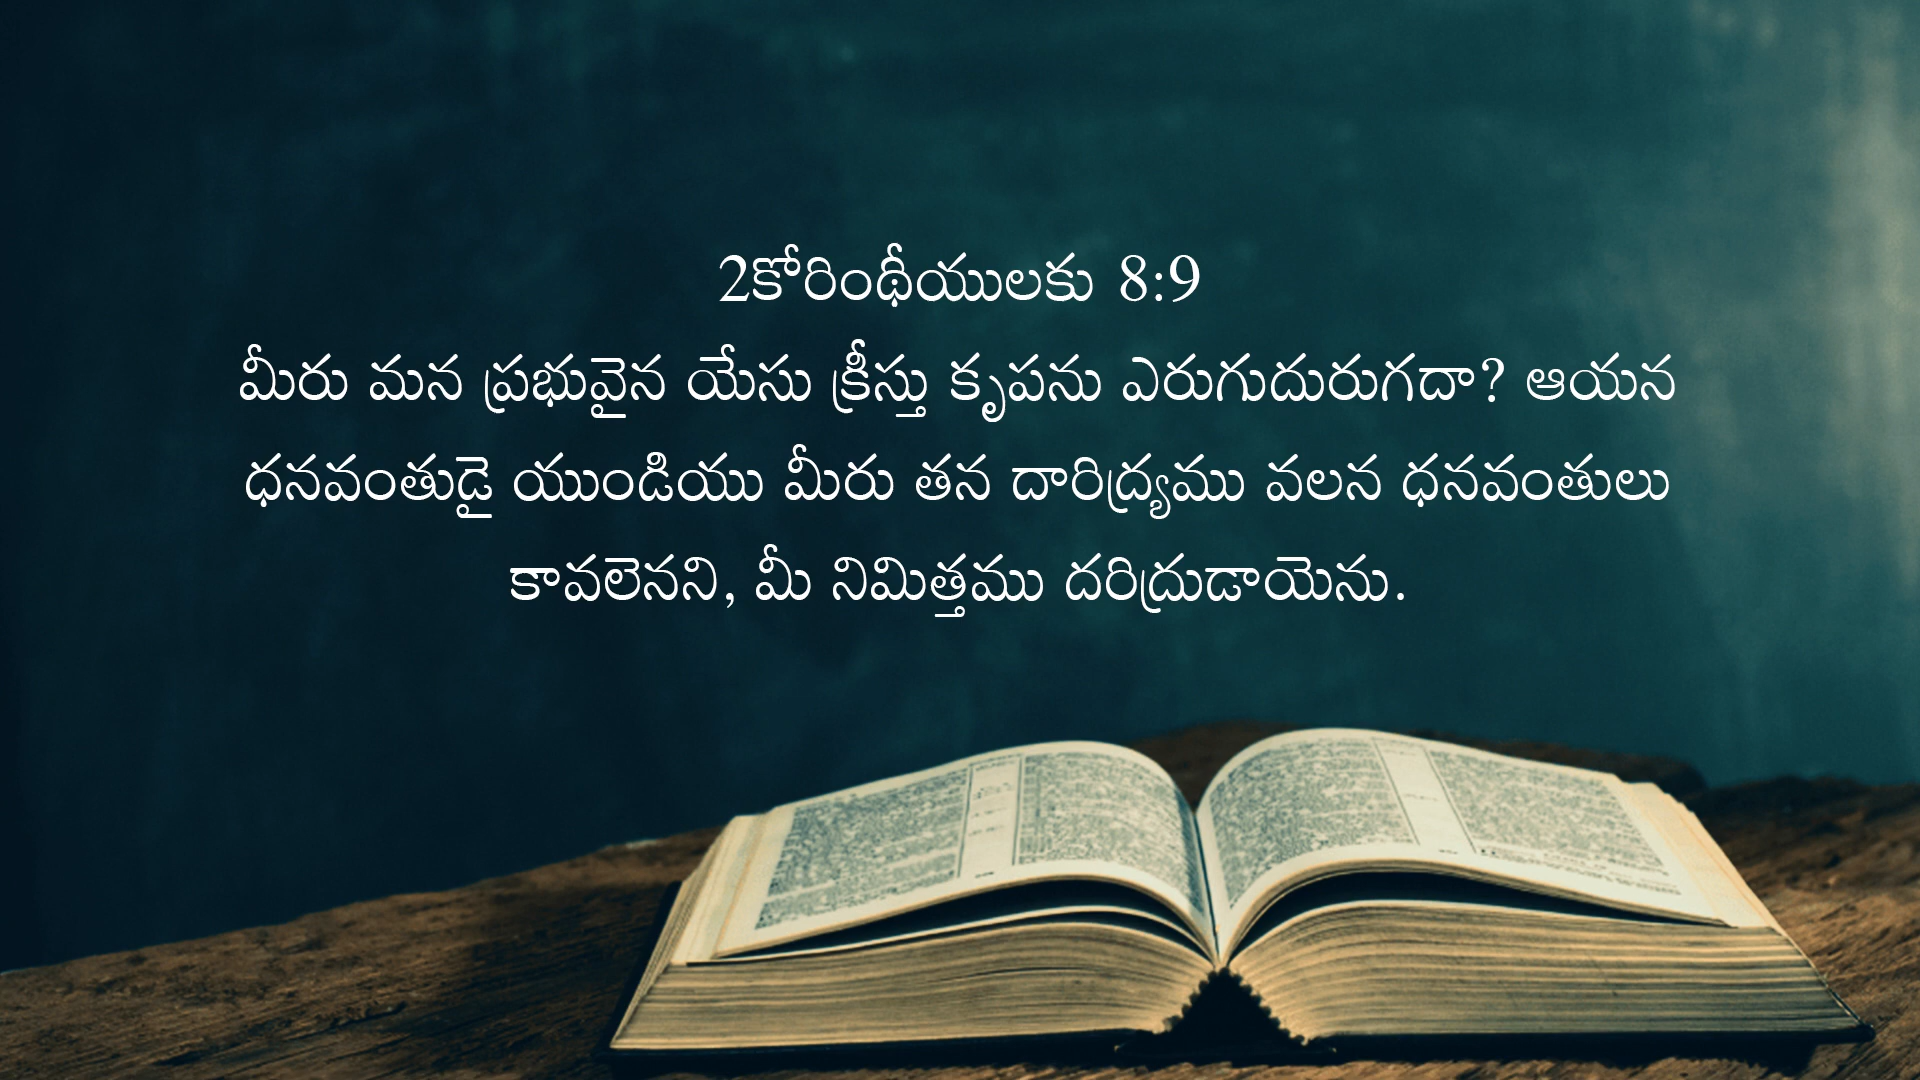 2కోరింథీయులకు 8:9
మీరు మన ప్రభువైన యేసు క్రీస్తు కృపను ఎరుగుదురుగదా? ఆయన
ధనవంతుడై యుండియు మీరు తన దారిద్ర్యము వలన ధనవంతులు
కావలెనని, మీ నిమిత్తము దరిద్రుడాయెను.